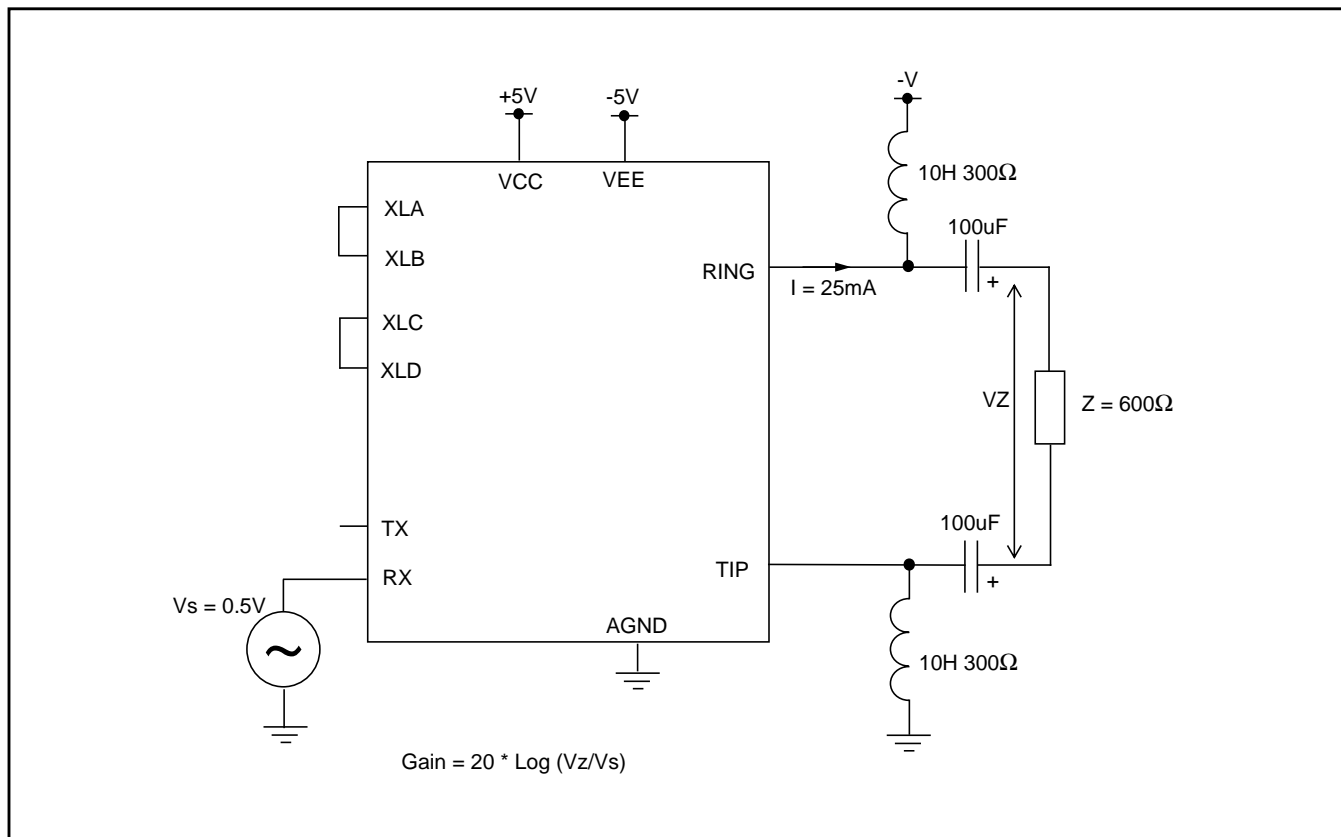 +5V
-5V
-V
VCC
VEE
10H 300Ω
XLA
XLB
100uF
RING
+
I = 25mA
XLC
XLD
VZ
Z = 600Ω
TX
100uF
RX
TIP
+
Vs = 0.5V
~
AGND
10H 300Ω
Gain = 20 * Log (Vz/Vs)